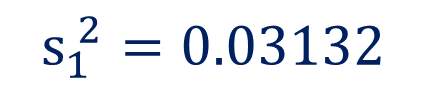 s₁² = 0.03132